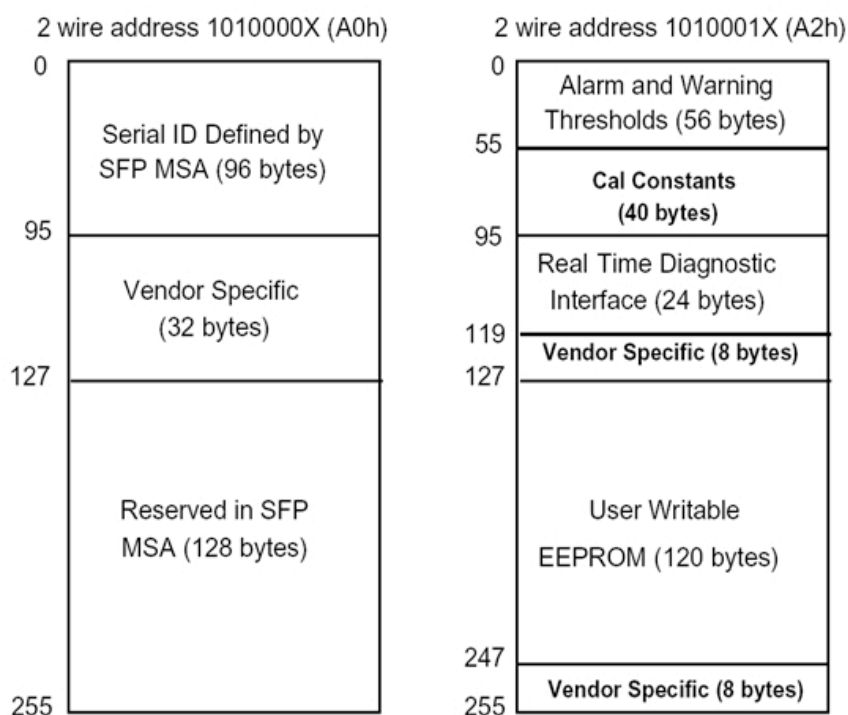 2 wire address 1010000X (A0h)
0
Serial ID Defined by
SFP MSA (96 bytes)
95
Vendor Specific
(32 bytes)
127
Reserved in SFP
MSA (128 bytes)
255
2 wire address 1010001X (A2h)
0
Alarm and Warning
Thresholds (56 bytes)
55
Cal Constants
(40 bytes)
95
Real Time Diagnostic
Interface (24 bytes)
119
Vendor Specific (8 bytes)
127
User Writable
EEPROM (120 bytes)
247
Vendor Specific (8 bytes)
255